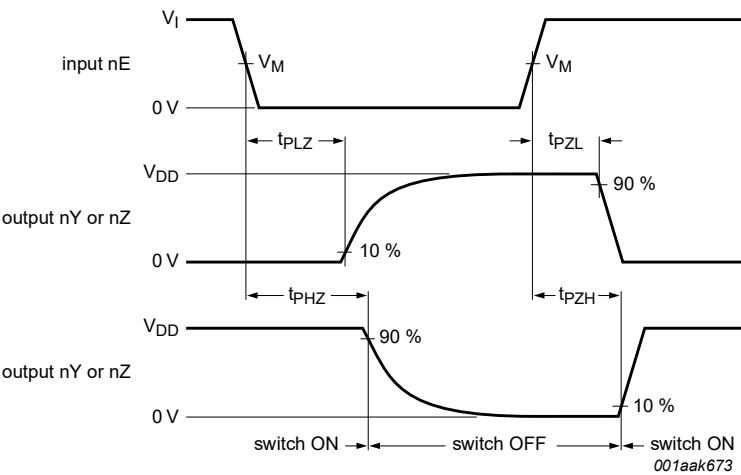 V_I
input nE
V_M
V_M
0 V
t_PLZ
t_PZL
V_DD
90 %
output nY or nZ
10 %
0 V
t_PHZ
t_PZH
V_DD
90 %
output nY or nZ
10 %
0 V
switch ON
switch OFF
switch ON
001aak673